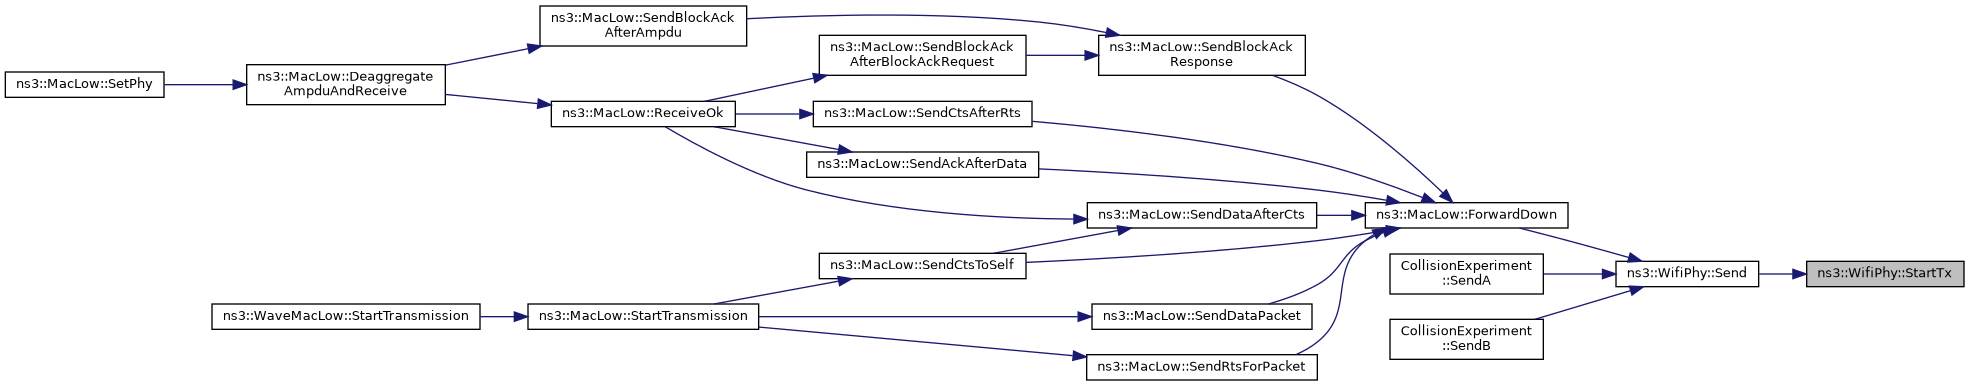 ns3::MacLow::SetPhy
ns3::MacLow::Deaggregate
AmpduAndReceive
ns3::MacLow::SendBlockAck
AfterAmpdu
ns3::MacLow::ReceiveOk
ns3::MacLow::SendBlockAck
AfterBlockAckRequest
ns3::MacLow::SendCtsAfterRts
ns3::MacLow::SendAckAfterData
ns3::MacLow::SendBlockAck
Response
ns3::MacLow::SendDataAfterCts
ns3::MacLow::SendCtsToSelf
ns3::WaveMacLow::StartTransmission
ns3::MacLow::StartTransmission
ns3::MacLow::SendDataPacket
ns3::MacLow::SendRtsForPacket
ns3::MacLow::ForwardDown
CollisionExperiment
::SendA
CollisionExperiment
::SendB
ns3::WifiPhy::Send
ns3::WifiPhy::StartTx